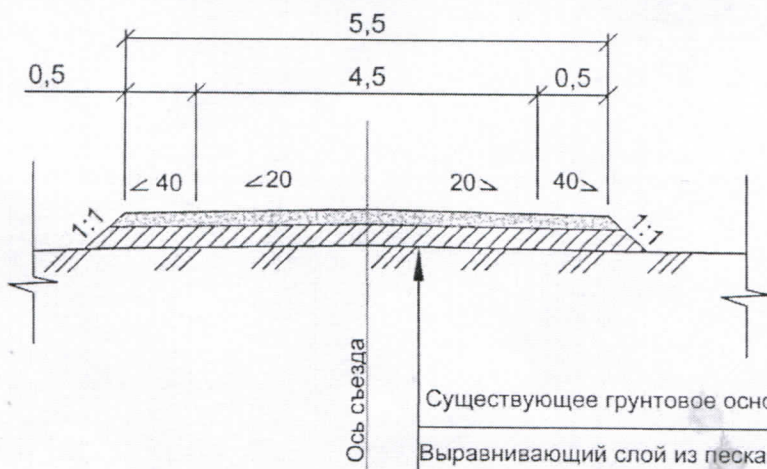 5,5
0,5 4,5 0,5
∠ 40 ∠20 20⦣ 40⦣
1:1 1:1
Ось съезда
Существующее грунтовое осно
Выравнивающий слой из песка